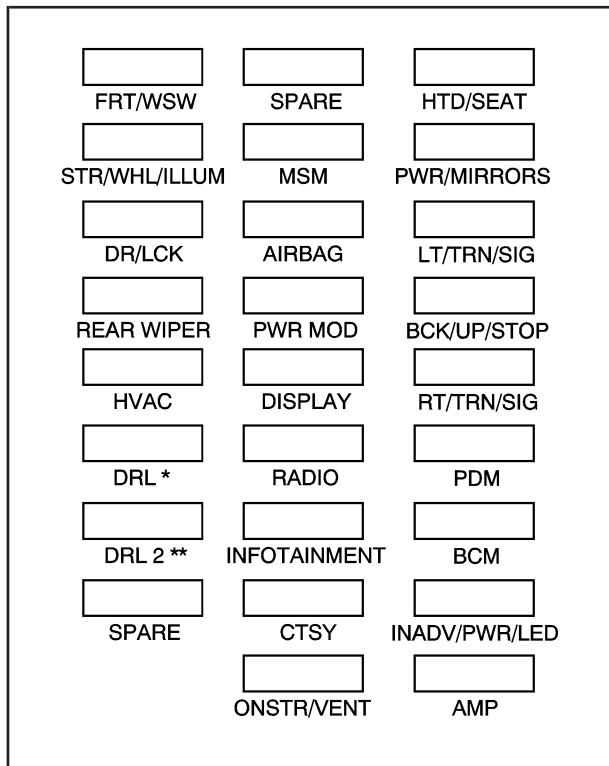 FRT/WSW SPARE HTD/SEAT
STR/WHL/ILLUM MSM PWR/MIRRORS
DR/LCK AIRBAG LT/TRN/SIG
REAR WIPER PWR MOD BCK/UP/STOP
HVAC DISPLAY RT/TRN/SIG
DRL * RADIO PDM
DRL 2 ** INFOTAINMENT BCM
SPARE CTSY INADV/PWR/LED
ONSTR/VENT AMP